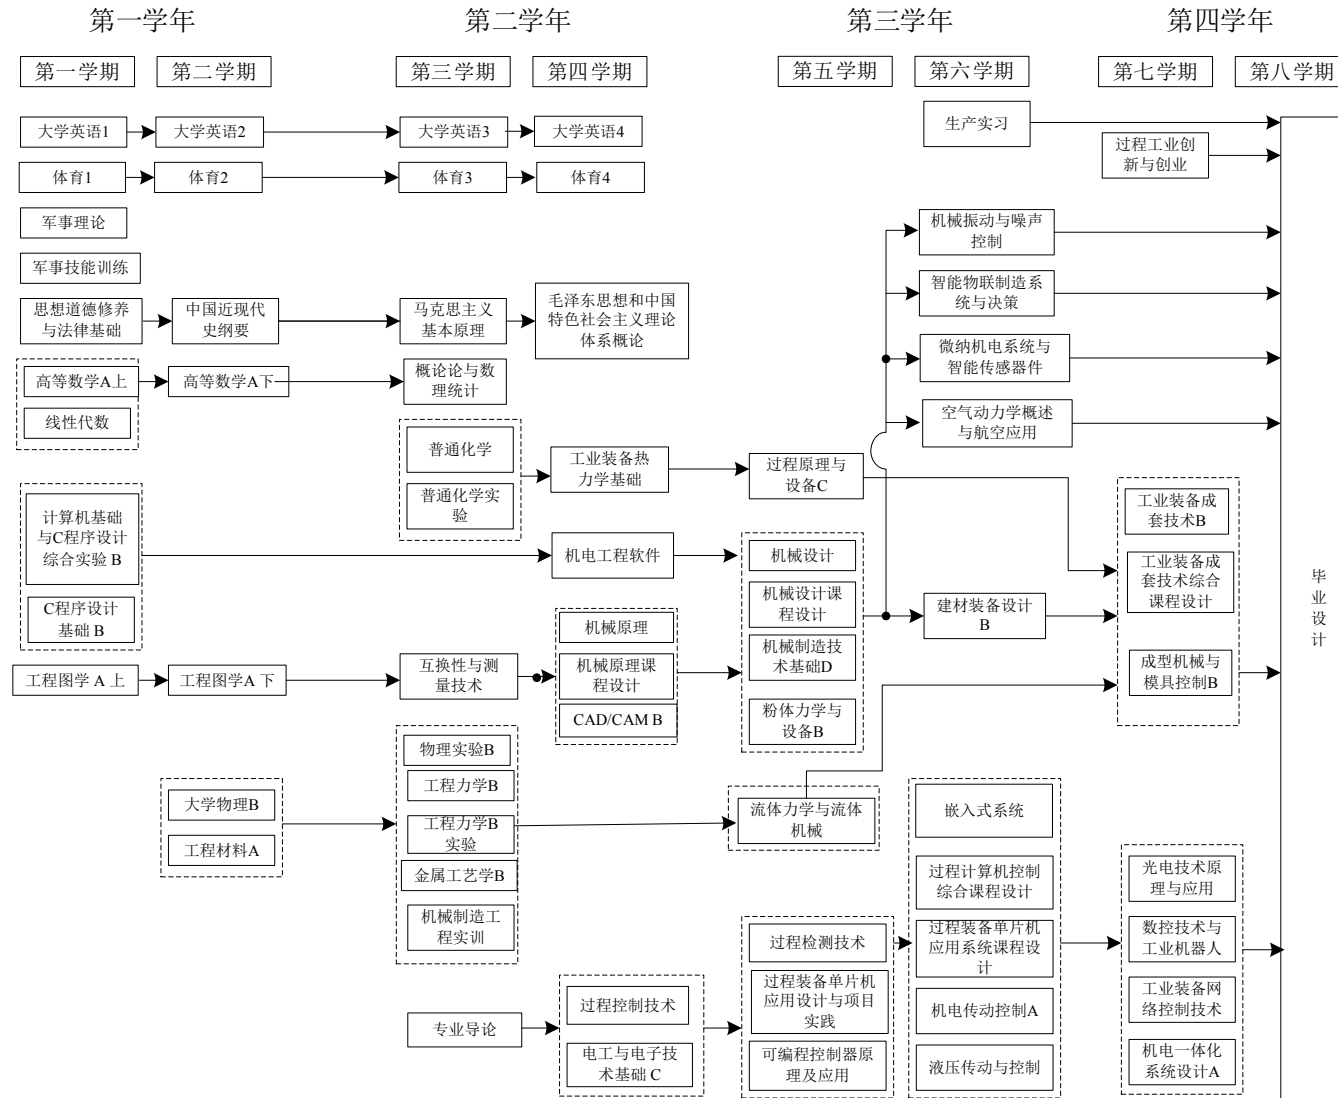 第一学年
第二学年
第三学年
第四学年
第一学期
第二学期
第三学期
第四学期
第五学期
第六学期
第七学期
第八学期
大学英语1
大学英语2
大学英语3
大学英语4
生产实习
过程工业创
新与创业
体育1
体育2
体育3
体育4
军事理论
机械振动与噪声
控制
军事技能训练
智能物联制造系
统与决策
思想道德修养
与法律基础
中国近现代
史纲要
马克思主义
基本原理
毛泽东思想和中国
特色社会主义理论
体系概论
微纳机电系统与
智能传感器件
高等数学A上
高等数学A下
概论论与数
理统计
线性代数
空气动力学概述
与航空应用
普通化学
普通化学实
验
工业装备热
力学基础
过程原理与
设备C
工业装备成
套技术B
计算机基础
与C程序设计
综合实验 B
机电工程软件
机械设计
工业装备成
套技术综合
课程设计
C程序设计
基础 B
机械原理
机械设计课
程设计
建材装备设计
B
毕
业
设
计
工程图学 A 上
工程图学A 下
互换性与测
量技术
机械原理课
程设计
机械制造技
术基础D
成型机械与
模具控制B
CAD/CAM B
粉体力学与
设备B
物理实验B
工程力学B
大学物理B
工程力学B
实验
流体力学与流体
机械
嵌入式系统
工程材料A
金属工艺学B
过程计算机控制
综合课程设计
光电技术原
理与应用
机械制造工
程实训
过程检测技术
过程装备单片机
应用系统课程设
计
数控技术与
工业机器人
专业导论
过程控制技术
过程装备单片机
应用设计与项目
实践
机电传动控制A
工业装备网
络控制技术
电工与电子技
术基础 C
可编程控制器原
理及应用
液压传动与控制
机电一体化
系统设计A